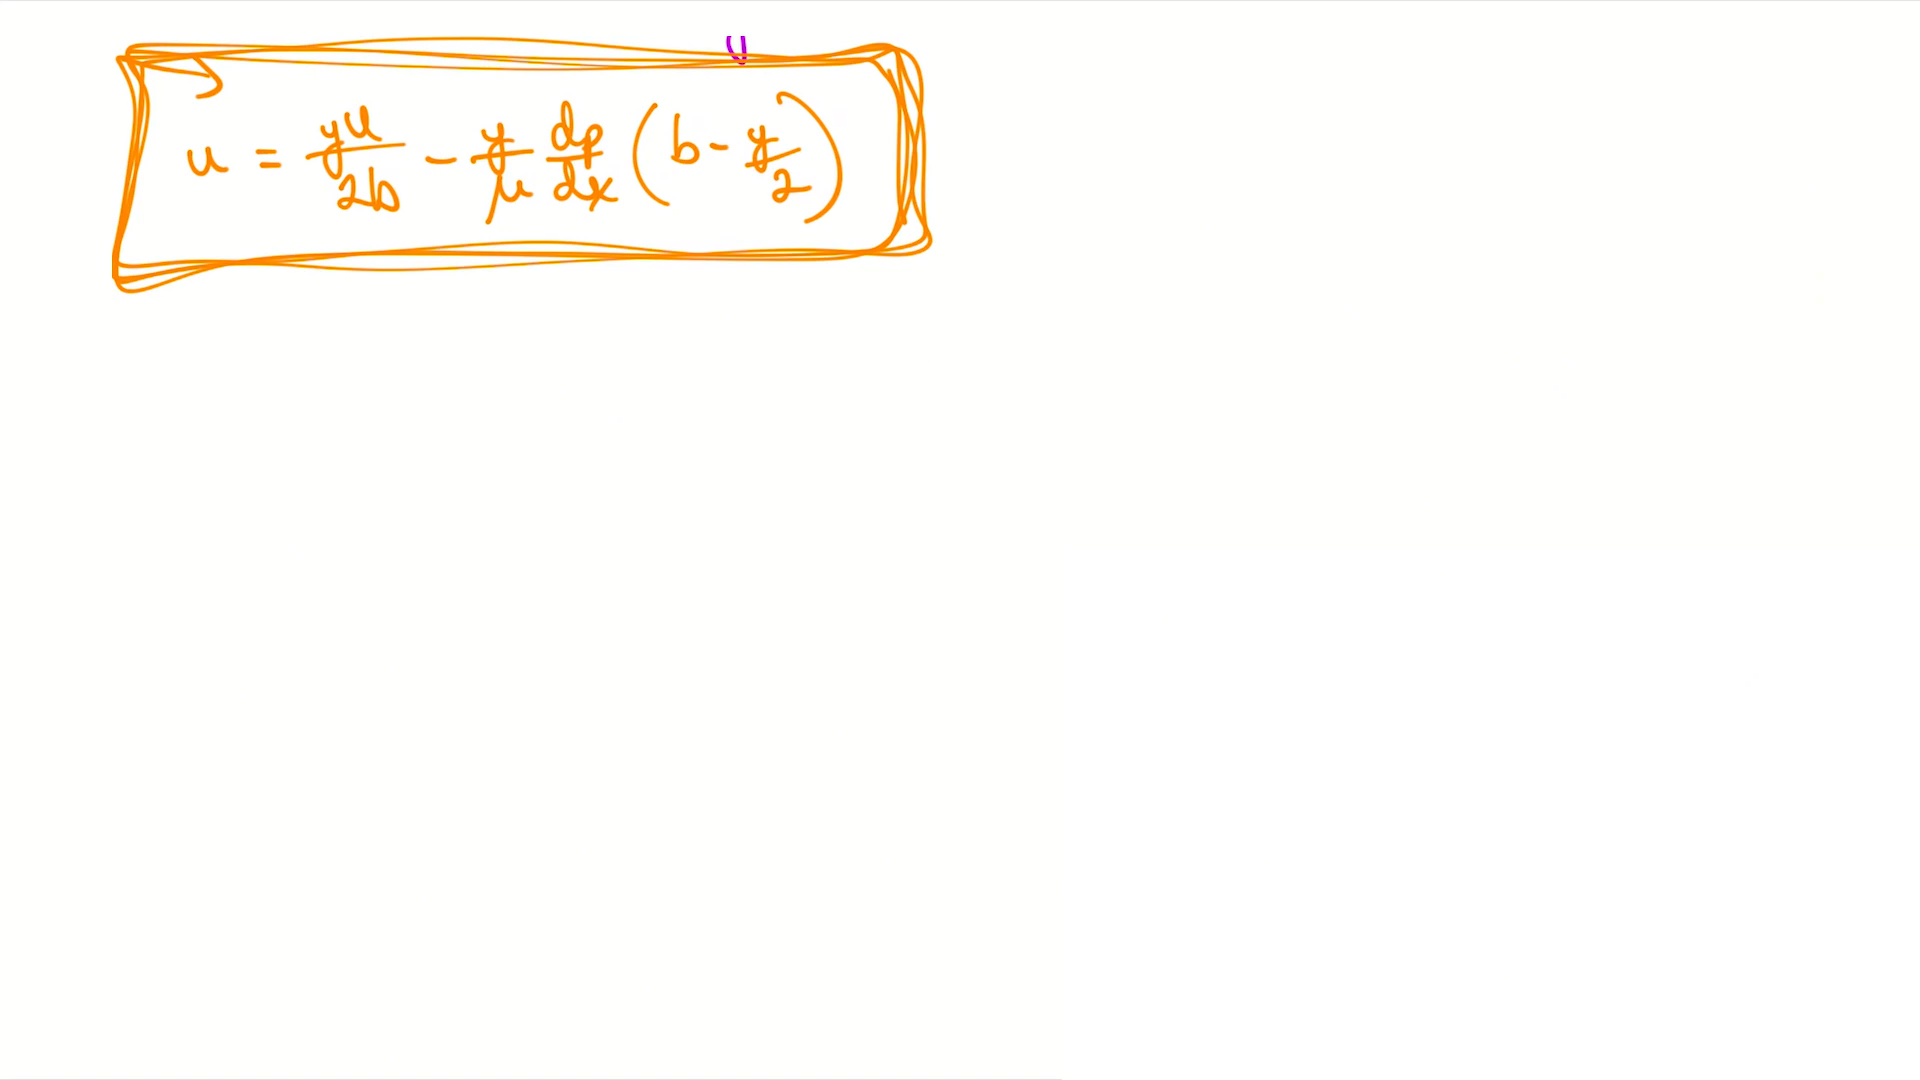 u = yU/2b - y/μ dp/dx (b - y/2)